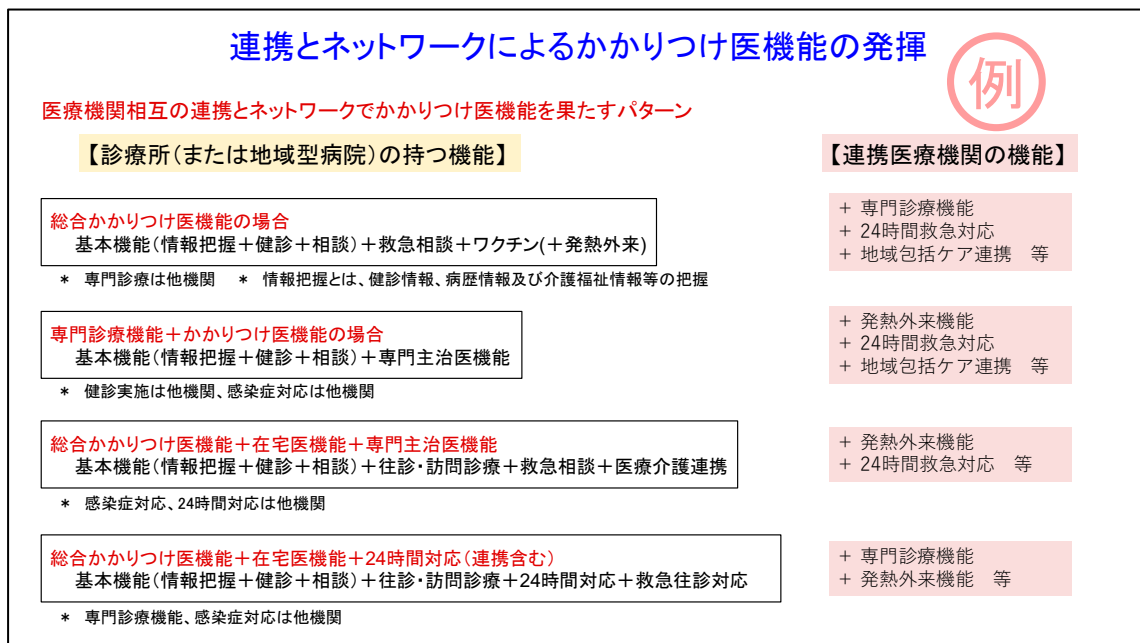 連携とネットワークによるかかりつけ医機能の発揮
例
医療機関相互の連携とネットワークでかかりつけ医機能を果たすパターン
【診療所（または地域型病院）の持つ機能】
【連携医療機関の機能】
総合かかりつけ医機能の場合
基本機能（情報把握＋健診＋相談）＋救急相談＋ワクチン(＋発熱外来)
＊ 専門診療は他機関 ＊ 情報把握とは、健診情報、病歴情報及び介護福祉情報等の把握
+ 専門診療機能
+ 24時間救急対応
+ 地域包括ケア連携 等
専門診療機能＋かかりつけ医機能の場合
基本機能（情報把握＋健診＋相談）＋専門主治医機能
＊ 健診実施は他機関、感染症対応は他機関
+ 発熱外来機能
+ 24時間救急対応
+ 地域包括ケア連携 等
総合かかりつけ医機能＋在宅医機能＋専門主治医機能
基本機能（情報把握＋健診＋相談）＋往診・訪問診療＋救急相談＋医療介護連携
＊ 感染症対応、24時間対応は他機関
+ 発熱外来機能
+ 24時間救急対応 等
総合かかりつけ医機能＋在宅医機能＋24時間対応（連携含む）
基本機能（情報把握＋健診＋相談）＋往診・訪問診療＋24時間対応＋救急往診対応
＊ 専門診療機能、感染症対応は他機関
+ 専門診療機能
+ 発熱外来機能 等